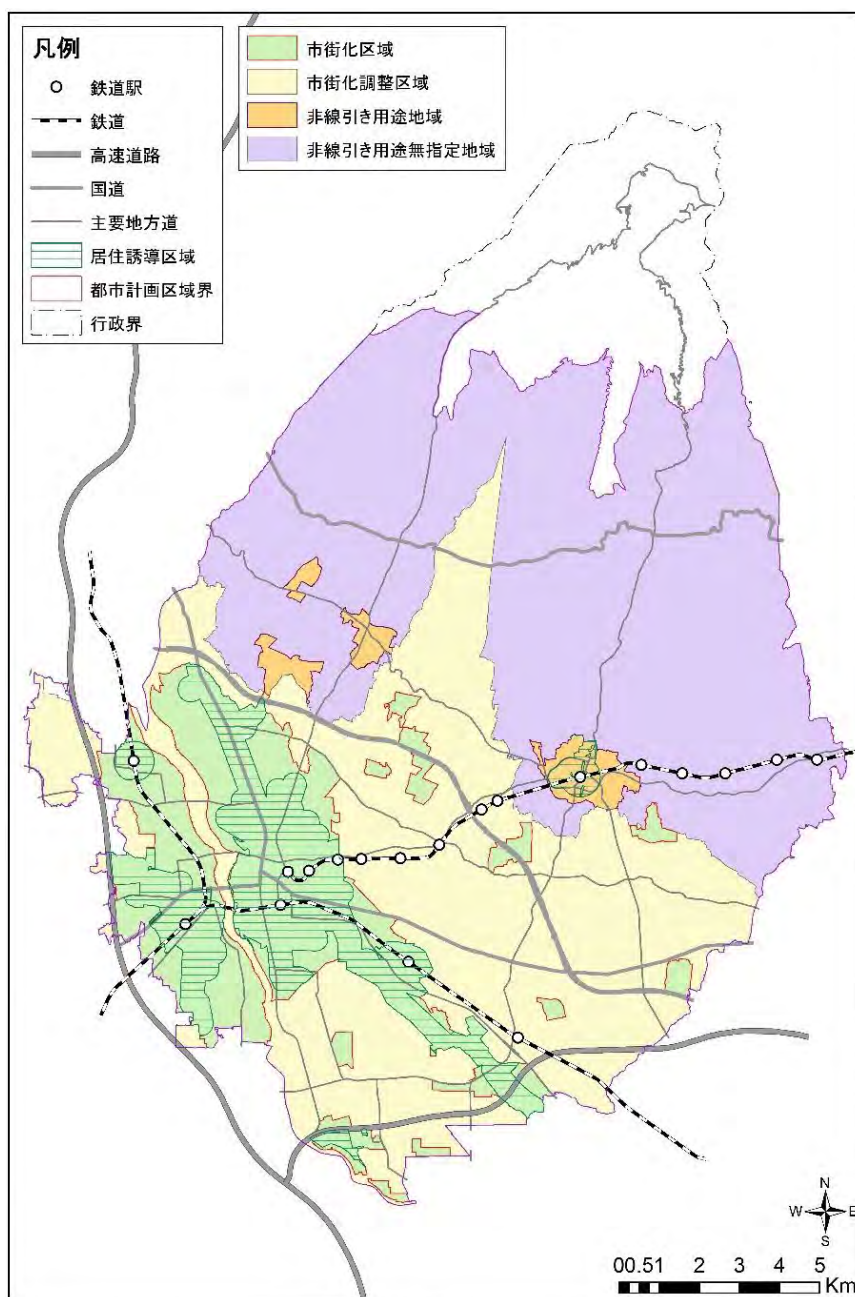 凡例
鉄道駅
鉄道
高速道路
国道
主要地方道
居住誘導区域
都市計画区域界
行政界
市街化区域
市街化調整区域
非線引き用途地域
非線引き用途無指定地域
N
W E
S
00.51 2 3 4 5
Km